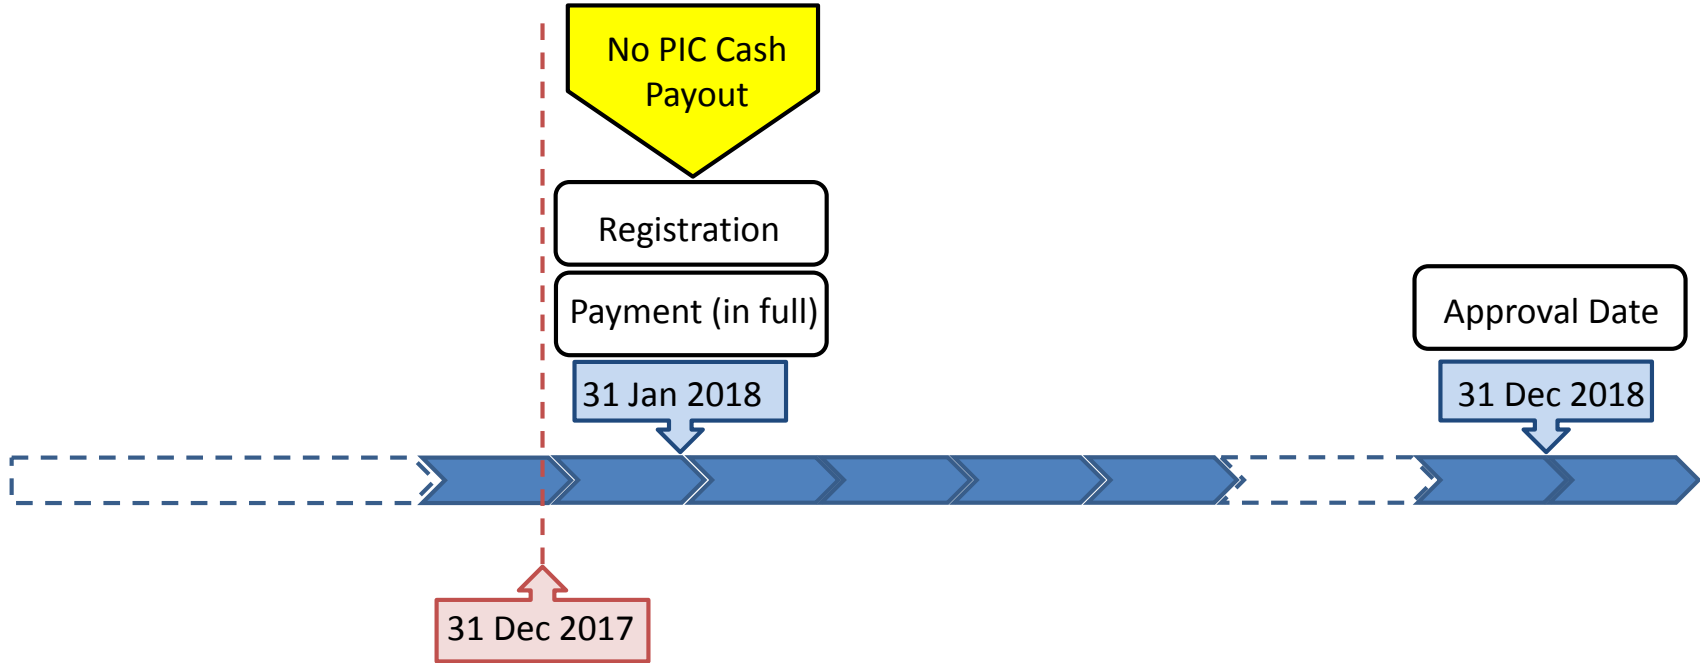 No PIC Cash
Payout
Registration
Payment (in full)
Approval Date
31 Jan 2018
31 Dec 2018
31 Dec 2017